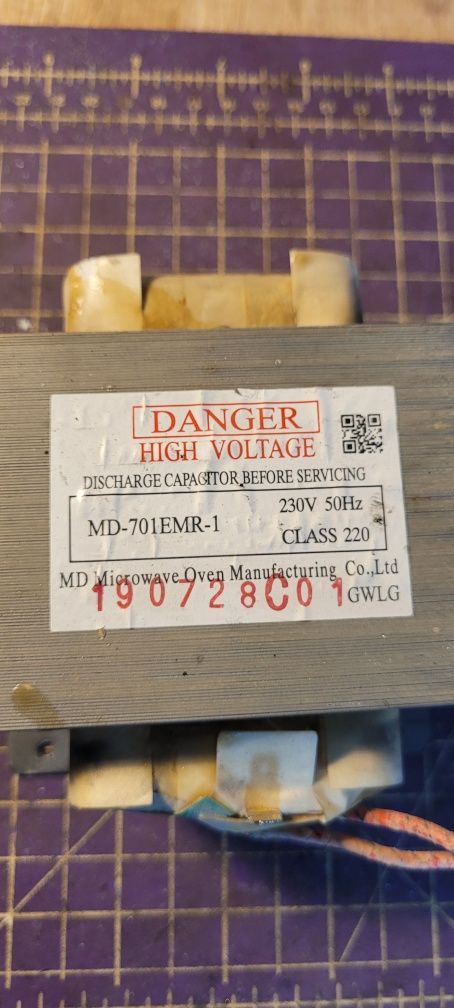 DANGER
HIGH VOLTAGE
DISCHARGE CAPACITOR BEFORE SERVICING
MD-701EMR-1
230V 50Hz
CLASS 220
MD Microwave Oven Manufacturing Co.,Ltd
190728C01
GWLG